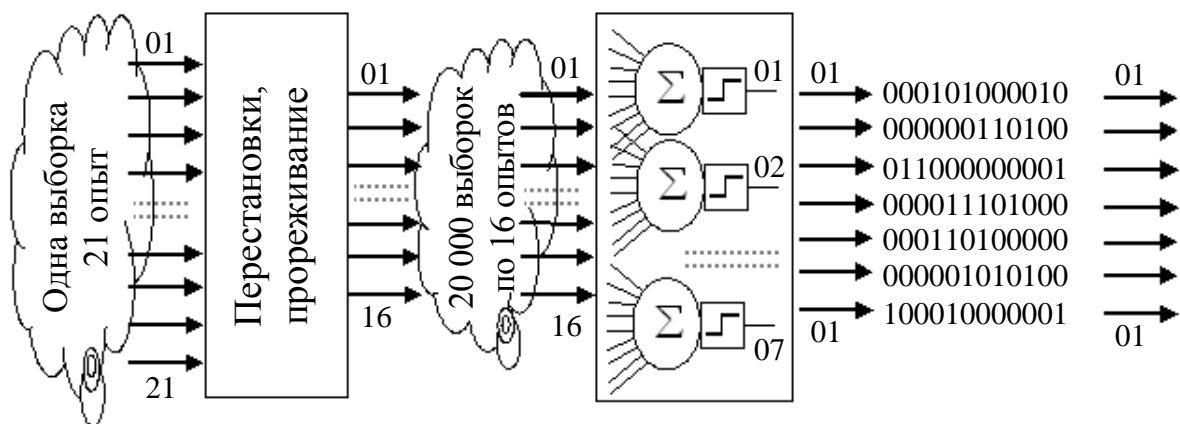 01
Одна выборка
21 опыт
21
Перестановки,
прореживание
01
16
20 000 выборок
по 16 опытов
01
16
Σ
01
Σ
02
Σ
07
01
01
000101000010
000000110100
011000000001
000011101000
000110100000
000001010100
100010000001
01
01